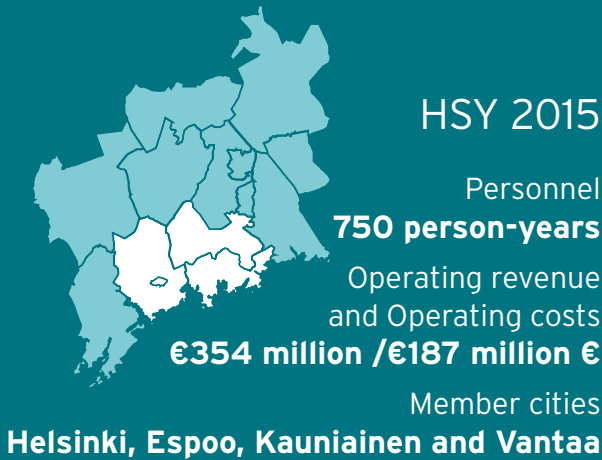 HSY 2015
Personnel
750 person-years
Operating revenue
and Operating costs
€354 million /€187 million €
Member cities
Helsinki, Espoo, Kauniainen and Vantaa